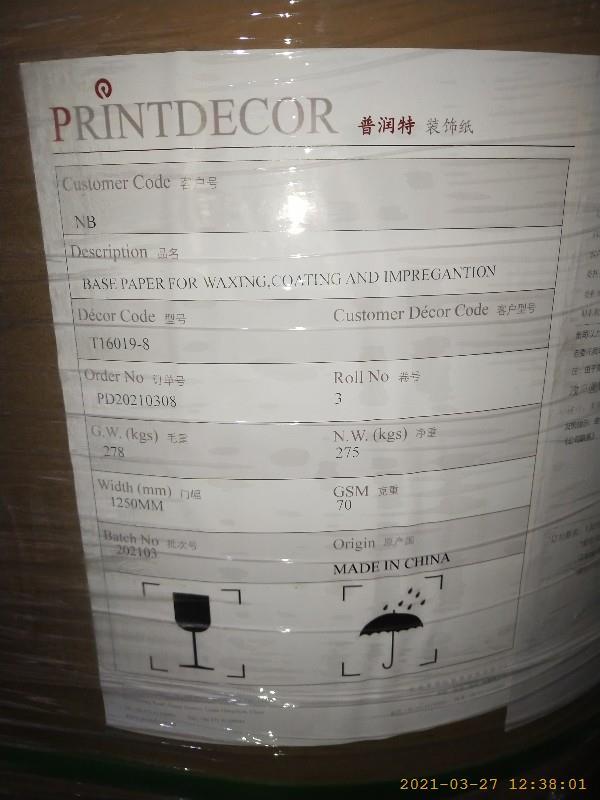 PRINTDECOR 普润特 装饰纸
Customer Code 客户号
NB
Description 品名
BASE PAPER FOR WAXING,COATING AND IMPREGANTION
Décor Code 型号 Customer Décor Code 客户型号
T16019-8
Order No 订单号 Roll No 卷号
PD20210308 3
G.W. (kgs) 毛重 N.W. (kgs) 净重
278 275
Width (mm) 门幅 GSM 克重
1250MM 70
Batch No 批次号 Origin 原产国
202103 MADE IN CHINA
2021-03-27 12:38:01